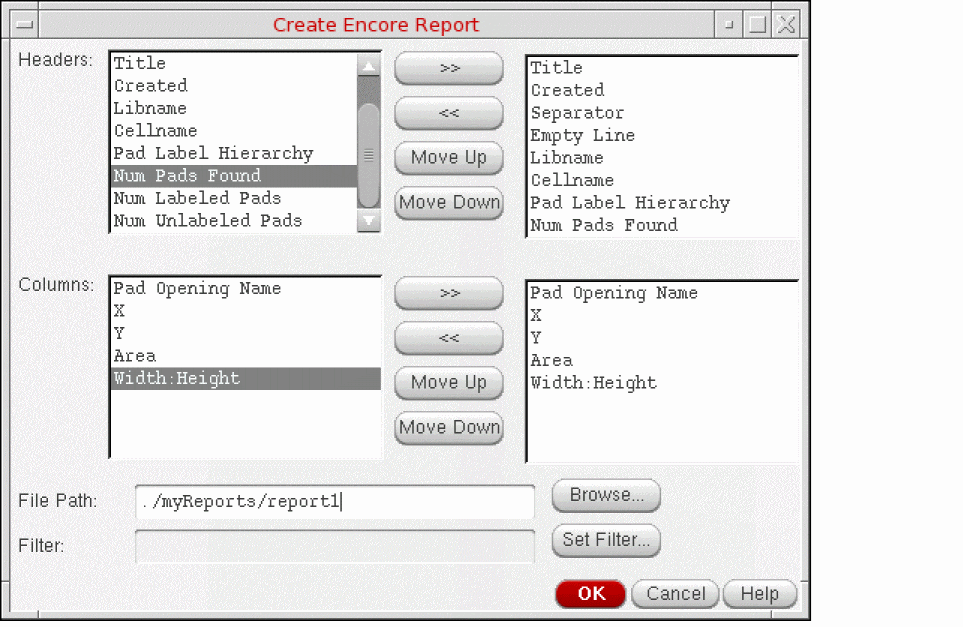 Create Encore Report
Headers:
Title
Created
Libname
Cellname
Pad Label Hierarchy
Num Pads Found
Num Labeled Pads
Num Unlabeled Pads
>>
<<
Move Up
Move Down
Title
Created
Separator
Empty Line
Libname
Cellname
Pad Label Hierarchy
Num Pads Found
Columns:
Pad Opening Name
X
Y
Area
Width:Height
>>
<<
Move Up
Move Down
Pad Opening Name
X
Y
Area
Width:Height
File Path: ./myReports/report1 Browse...
Filter: Set Filter...
OK Cancel Help